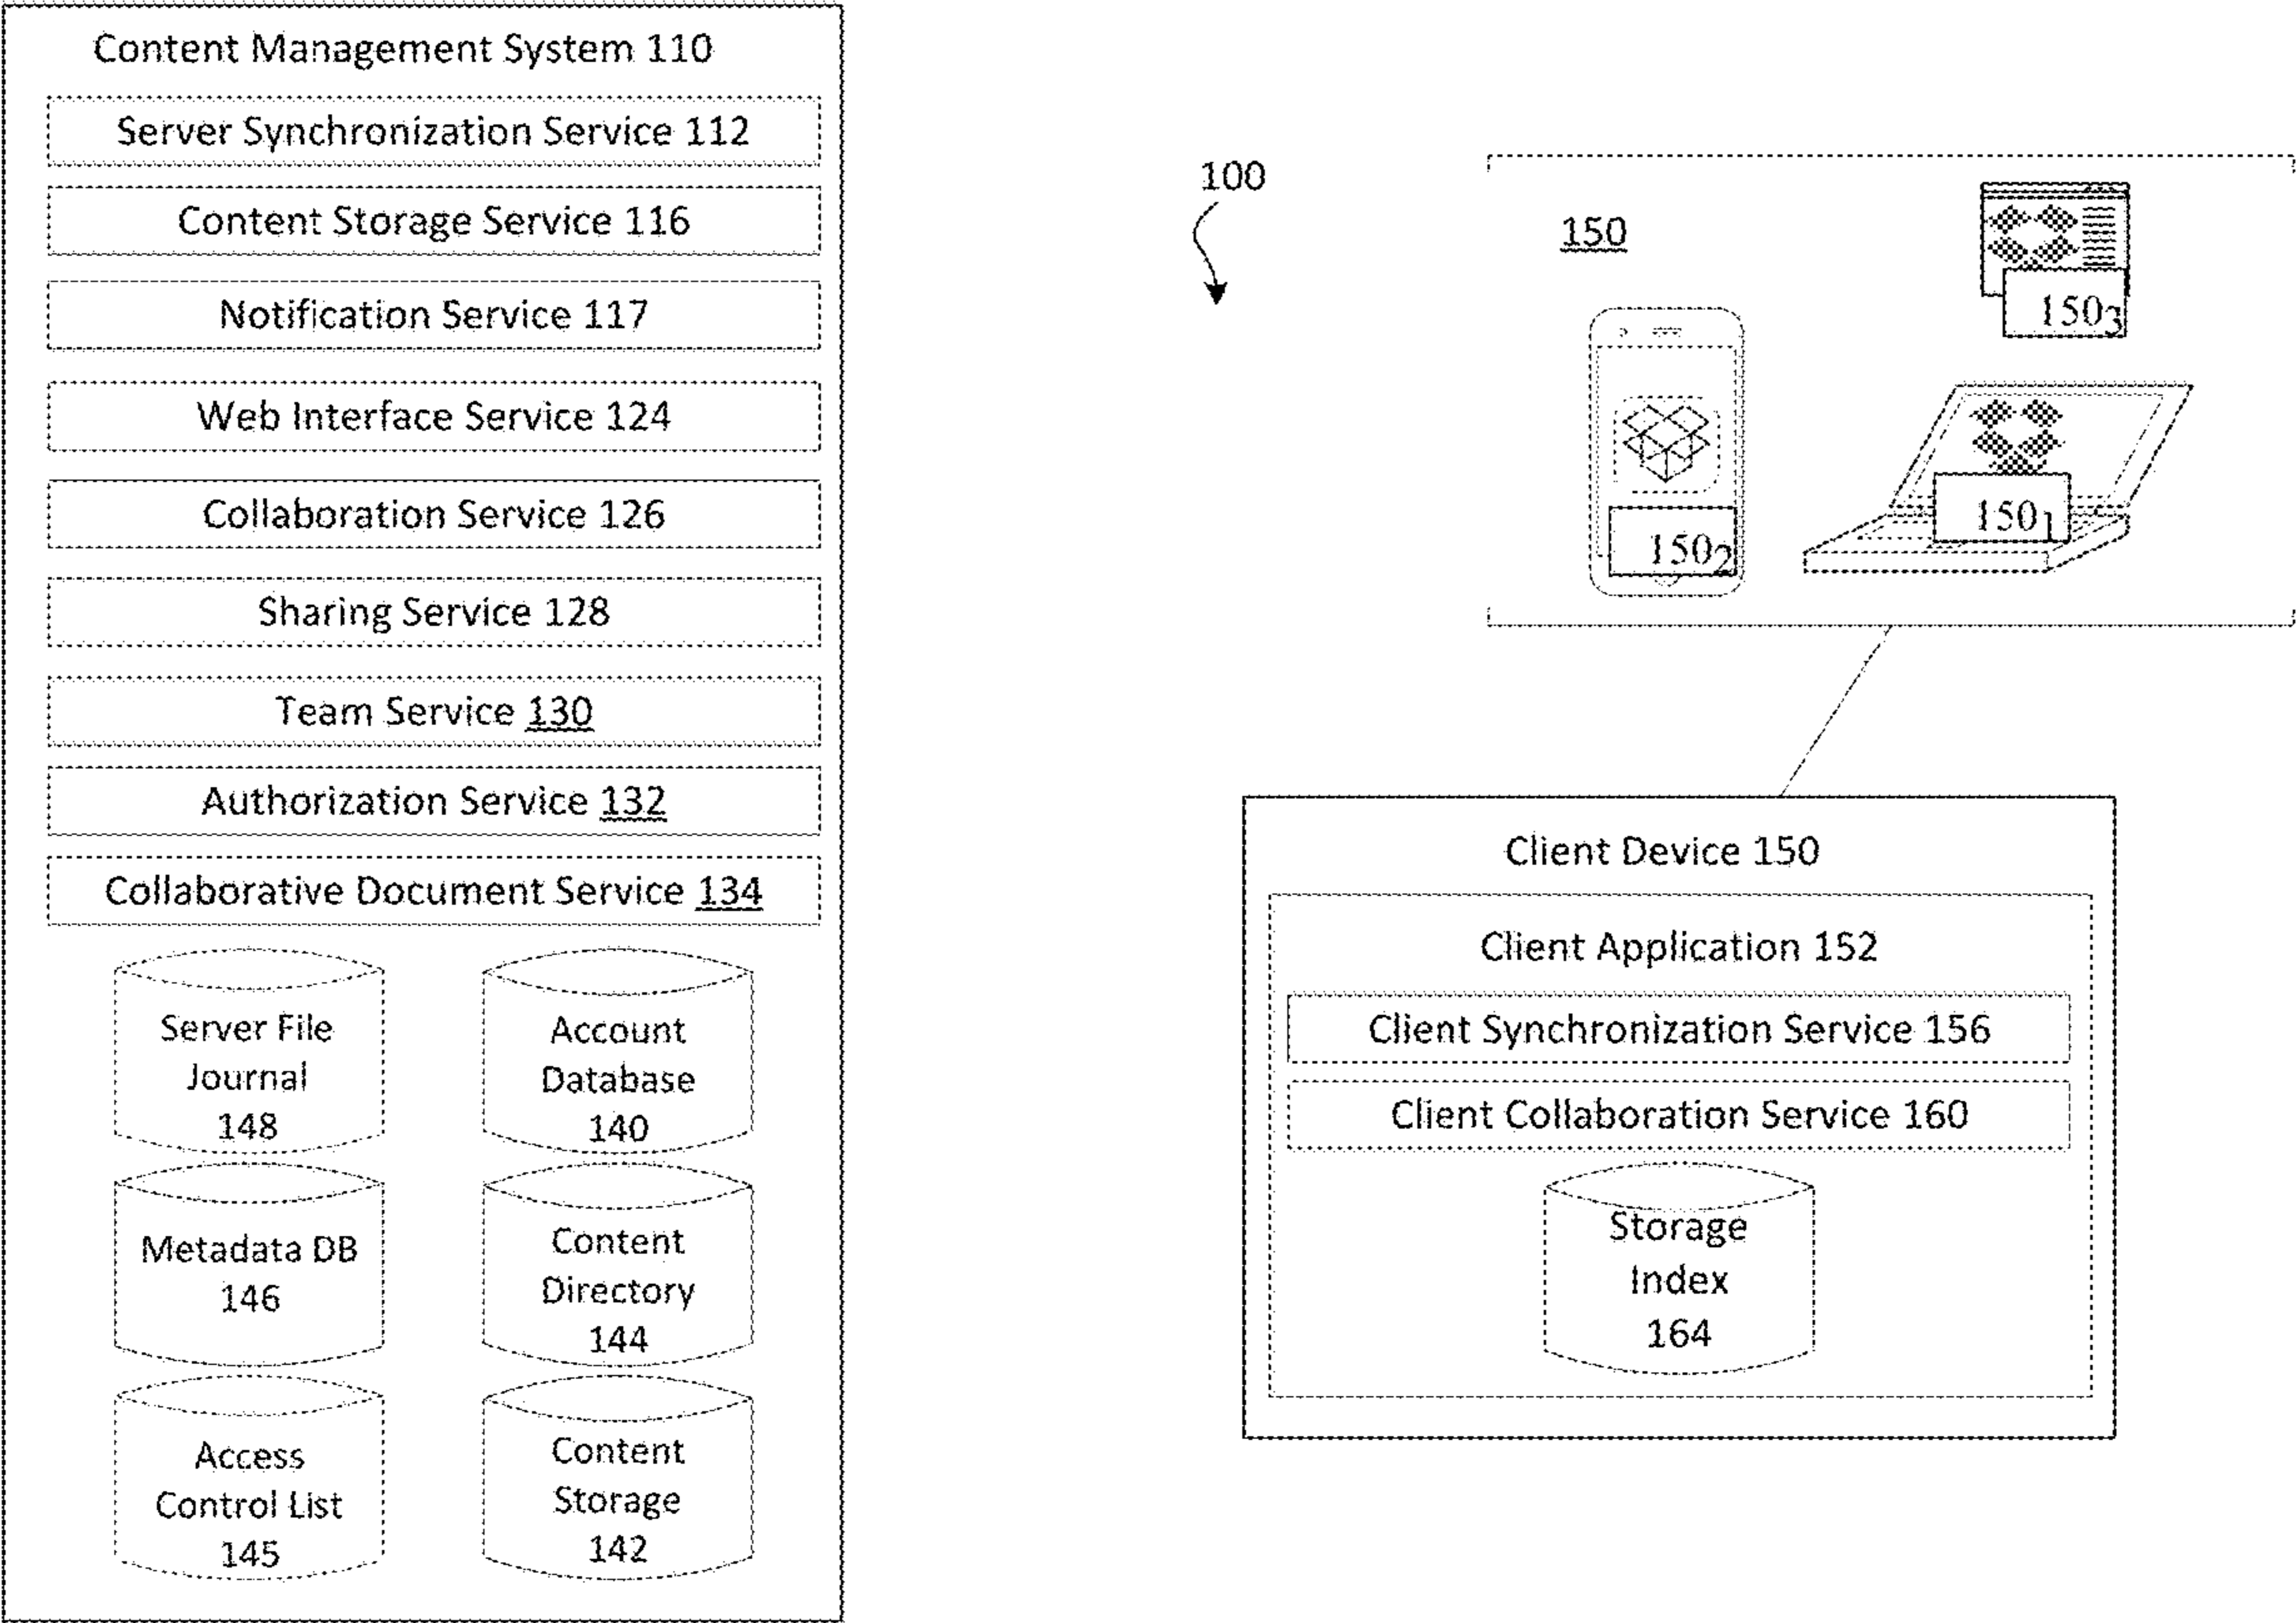 Content Management System 110
Server Synchronization Service 112
Content Storage Service 116
Notification Service 117
Web Interface Service 124
Collaboration Service 126
Sharing Service 128
Team Service 130
Authorization Service 132
Collaborative Document Service 134
Server File
Journal
148
Account
Database
140
Metadata DB
146
Content
Directory
144
Access
Control List
145
Content
Storage
142
100
150
150₃
150₂
150₁
Client Device 150
Client Application 152
Client Synchronization Service 156
Client Collaboration Service 160
Storage
Index
164